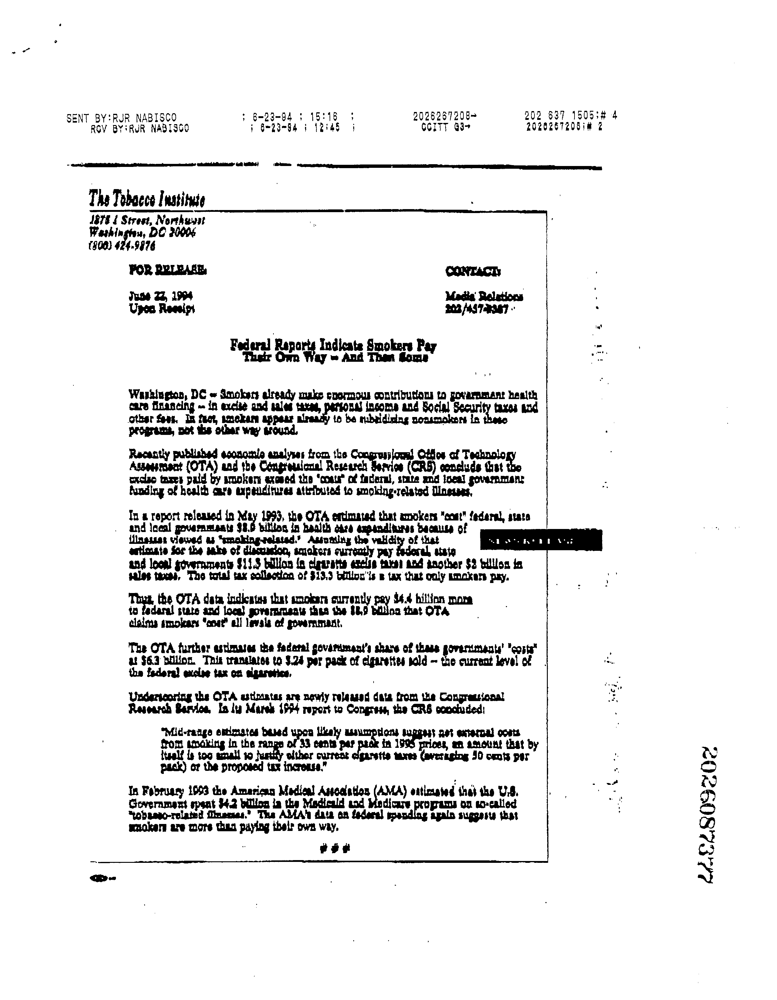 SENT BY:RJR NABISCO ; 6-23-94 ; 15:16 ; 2026267208→ 202 637 1505;# 4
RCV BY:RJR NABISCO ; 6-23-94 ; 12:45 ; CCITT G3→ 2026267208;# 2
The Tobacco Institute
1875 I Street, Northwest
Washington, DC 20006
(800) 424-9876
FOR RELEASE: CONTACT:
June 22, 1994 Media Relations
Upon Receipt 202/457-
Federal Reports Indicate Smokers Pay
Their Own Way – And Then Some
Washington, DC – Smokers already make enormous contributions to government health
care financing – in excise and sales taxes, personal income and Social Security taxes and
other fees. In fact, smokers appear already to be subsidizing nonsmokers in these
programs, not the other way around.
Recently published economic analyses from the Congressional Office of Technology
Assessment (OTA) and the Congressional Research Service (CRS) conclude that the
excise taxes paid by smokers exceed the "costs" of federal, state and local government
funding of health care expenditures attributed to smoking-related illnesses.
In a report released in May 1993, the OTA estimated that smokers "cost" federal, state
and local governments $8.9 billion in health care expenditures because of
illnesses viewed as "smoking-related." Assuming the validity of that
NEWS RELEASE
estimate for the sake of discussion, smokers currently pay federal, state
and local governments $11.3 billion in cigarette excise taxes and another $2 billion in
sales taxes. The total tax collection of $13.3 billion is a tax that only smokers pay.
Thus, the OTA data indicates that smokers currently pay $4.4 billion more
to federal state and local governments than the $8.9 billion that OTA
claims smokers "cost" all levels of government.
The OTA further estimates the federal government's share of these governments' "costs"
at $6.3 billion. This translates to $.24 per pack of cigarettes sold – the current level of
the federal excise tax on cigarettes.
Underscoring the OTA estimates are newly released data from the Congressional
Research Service. In its March 1994 report to Congress, the CRS concluded:
"Mid-range estimates based upon likely assumptions suggest net external costs
from smoking in the range of 33 cents per pack in 1995 prices, an amount that by
itself is too small to justify either current cigarette taxes (averaging 50 cents per
pack) or the proposed tax increase."
In February 1993 the American Medical Association (AMA) estimated that the U.S.
Government spent $4.2 billion in the Medicaid and Medicare programs on so-called
"tobacco-related illnesses." The AMA's data on federal spending again suggests that
smokers are more than paying their own way.
# # #
2026087377